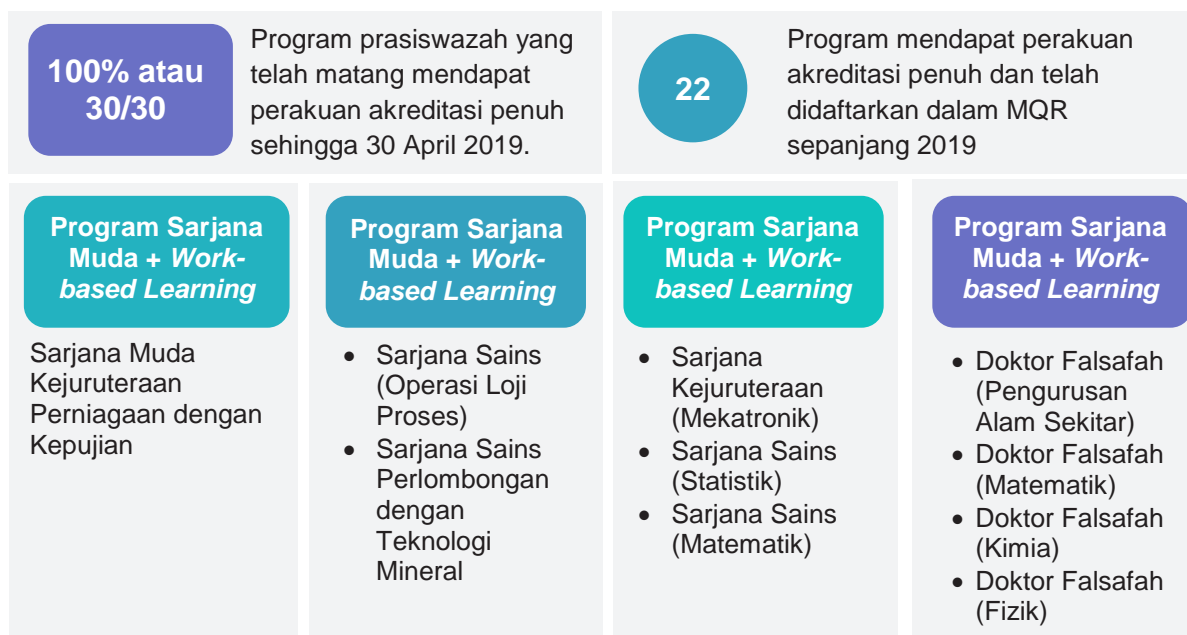 100% atau
30/30
Program prasiswazah yang
telah matang mendapat
perakuan akreditasi penuh
sehingga 30 April 2019.
22
Program mendapat perakuan
akreditasi penuh dan telah
didaftarkan dalam MQR
sepanjang 2019
Program Sarjana
Muda + Work-
based Learning
Sarjana Muda
Kejuruteraan
Perniagaan dengan
Kepujian
Program Sarjana
Muda + Work-
based Learning
• Sarjana Sains
(Operasi Loji
Proses)
• Sarjana Sains
Perlombongan
dengan
Teknologi
Mineral
Program Sarjana
Muda + Work-
based Learning
• Sarjana
Kejuruteraan
(Mekatronik)
• Sarjana Sains
(Statistik)
• Sarjana Sains
(Matematik)
Program Sarjana
Muda + Work-
based Learning
• Doktor Falsafah
(Pengurusan
Alam Sekitar)
• Doktor Falsafah
(Matematik)
• Doktor Falsafah
(Kimia)
• Doktor Falsafah
(Fizik)